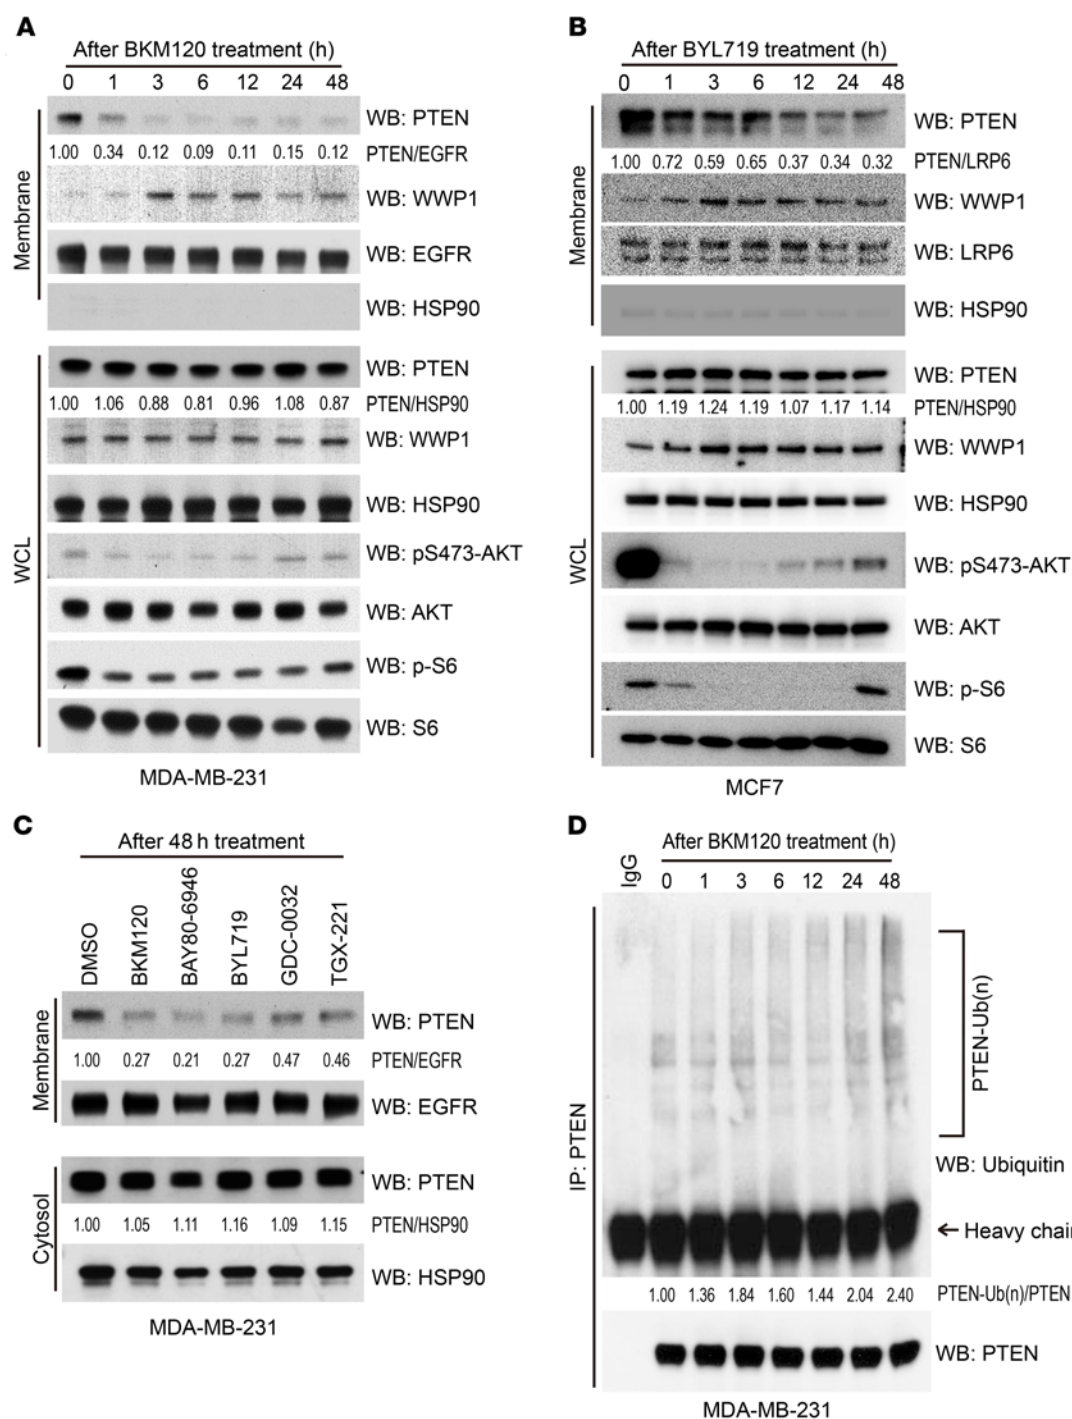 A
After BKM120 treatment (h)
0 1 3 6 12 24 48
Membrane
WB: PTEN
1.00 0.34 0.12 0.09 0.11 0.15 0.12 PTEN/EGFR
WB: WWP1
WB: EGFR
WB: HSP90
WCL
WB: PTEN
1.00 1.06 0.88 0.81 0.96 1.08 0.87 PTEN/HSP90
WB: WWP1
WB: HSP90
WB: pS473-AKT
WB: AKT
WB: p-S6
WB: S6
MDA-MB-231
B
After BYL719 treatment (h)
0 1 3 6 12 24 48
Membrane
WB: PTEN
1.00 0.72 0.59 0.65 0.37 0.34 0.32 PTEN/LRP6
WB: WWP1
WB: LRP6
WB: HSP90
WCL
WB: PTEN
1.00 1.19 1.24 1.19 1.07 1.17 1.14 PTEN/HSP90
WB: WWP1
WB: HSP90
WB: pS473-AKT
WB: AKT
WB: p-S6
WB: S6
MCF7
C
After 48 h treatment
DMSO BKM120 BAY80-6946 BYL719 GDC-0032 TGX-221
Membrane
WB: PTEN
1.00 0.27 0.21 0.27 0.47 0.46 PTEN/EGFR
WB: EGFR
Cytosol
WB: PTEN
1.00 1.05 1.11 1.16 1.09 1.15 PTEN/HSP90
WB: HSP90
MDA-MB-231
D
After BKM120 treatment (h)
IgG 0 1 3 6 12 24 48
IP: PTEN
PTEN-Ub(n)
WB: Ubiquitin
← Heavy chain
1.00 1.36 1.84 1.60 1.44 2.04 2.40 PTEN-Ub(n)/PTEN
WB: PTEN
MDA-MB-231